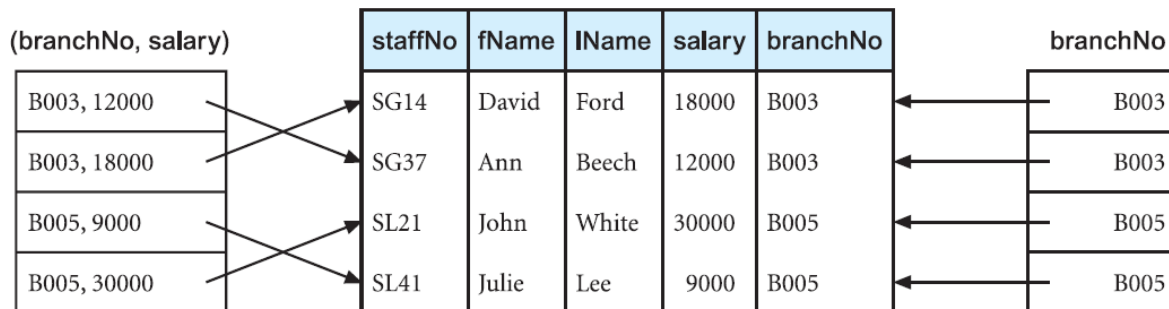 (branchNo, salary)
B003, 12000
B003, 18000
B005, 9000
B005, 30000
staffNo fName lName salary branchNo
SG14 David Ford 18000 B003
SG37 Ann Beech 12000 B003
SL21 John White 30000 B005
SL41 Julie Lee 9000 B005
branchNo
B003
B003
B005
B005